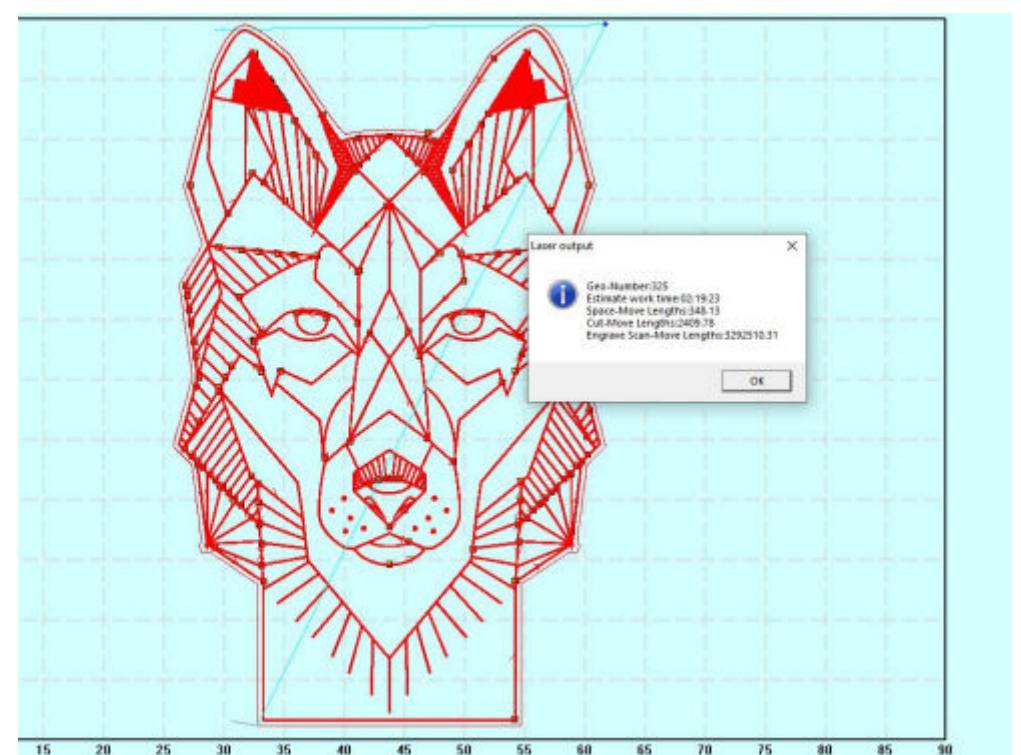 Laser output
Geo-Number:325
Estimate work time:02:19:23
Space-Move Lengths:348.13
Cut-Move Lengths:2409.78
Engrave Scan-Move Lengths:3292510.31
OK
15 20 25 30 35 40 45 50 55 60 65 70 75 80 85 90